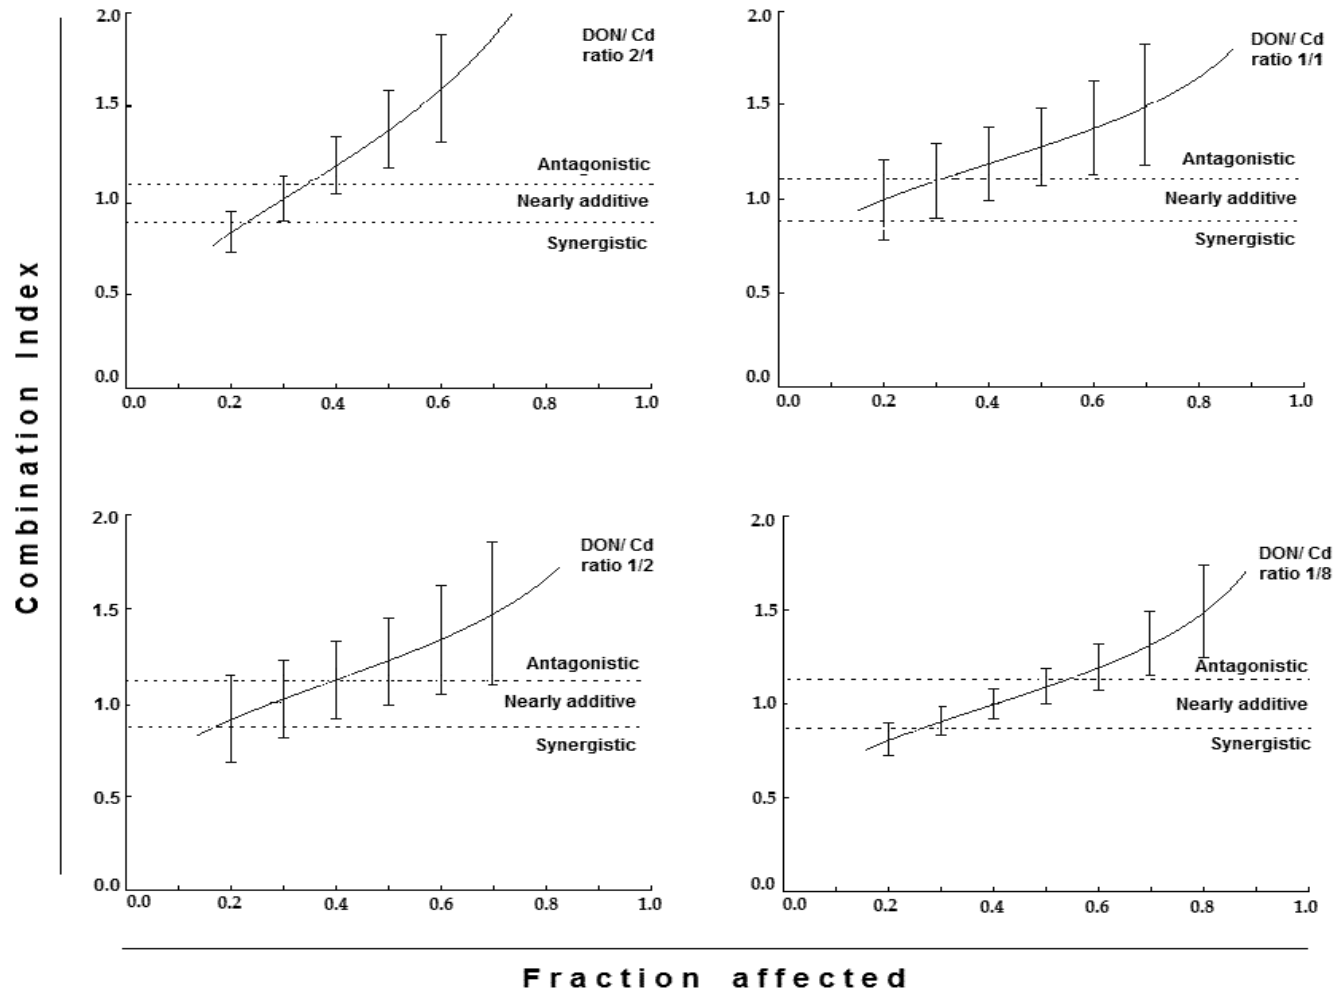 Combination Index
2.0
1.5
1.0
0.5
0.0
0.0 0.2 0.4 0.6 0.8 1.0
DON/ Cd
ratio 2/1
Antagonistic
Nearly additive
Synergistic
2.0
1.5
1.0
0.5
0.0
0.0 0.2 0.4 0.6 0.8 1.0
DON/ Cd
ratio 1/1
Antagonistic
Nearly additive
Synergistic
2.0
1.5
1.0
0.5
0.0
0.0 0.2 0.4 0.6 0.8 1.0
DON/ Cd
ratio 1/2
Antagonistic
Nearly additive
Synergistic
2.0
1.5
1.0
0.5
0.0
0.0 0.2 0.4 0.6 0.8 1.0
DON/ Cd
ratio 1/8
Antagonistic
Nearly additive
Synergistic
Fraction affected